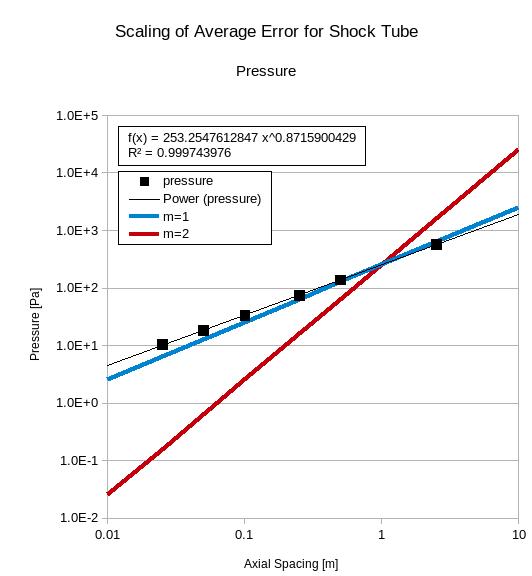 Scaling of Average Error for Shock Tube
Pressure
1.0E+5
f(x) = 253.2547612847 x^0.8715900429
R² = 0.999743976
1.0E+4
pressure
Power (pressure)
m=1
m=2
1.0E+3
1.0E+2
1.0E+1
1.0E+0
1.0E-1
1.0E-2
Pressure [Pa]
0.01 0.1 1 10
Axial Spacing [m]